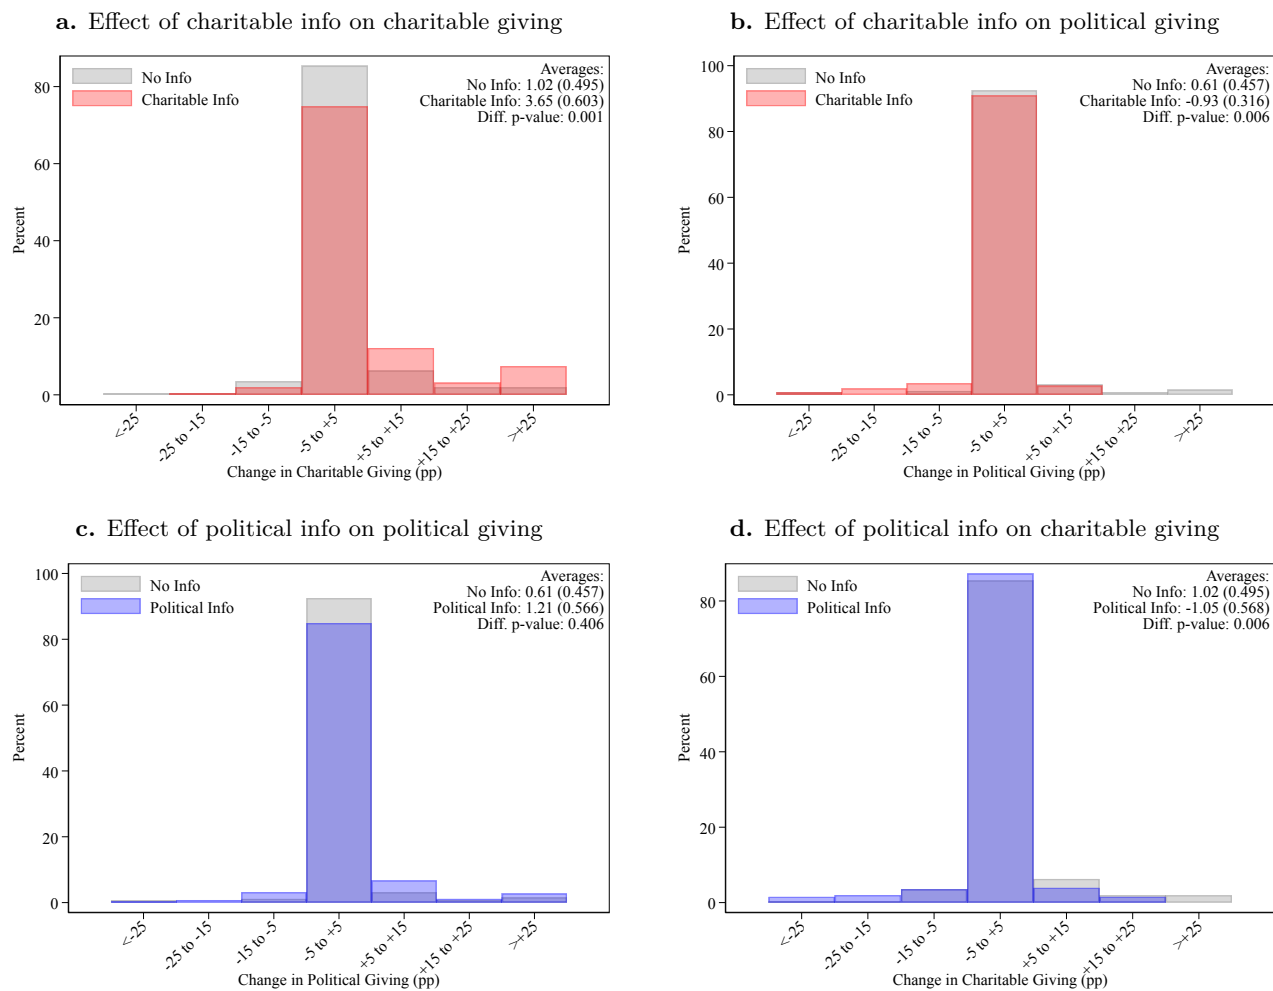 a. Effect of charitable info on charitable giving
No Info
Charitable Info
Averages:
No Info: 1.02 (0.495)
Charitable Info: 3.65 (0.603)
Diff. p-value: 0.001
Percent
80
60
40
20
0
<-25
-25 to -15
-15 to -5
-5 to +5
+5 to +15
+15 to +25
>+25
Change in Charitable Giving (pp)
b. Effect of charitable info on political giving
No Info
Charitable Info
Averages:
No Info: 0.61 (0.457)
Charitable Info: -0.93 (0.316)
Diff. p-value: 0.006
Percent
100
80
60
40
20
0
<-25
-25 to -15
-15 to -5
-5 to +5
+5 to +15
+15 to +25
>+25
Change in Political Giving (pp)
c. Effect of political info on political giving
No Info
Political Info
Averages:
No Info: 0.61 (0.457)
Political Info: 1.21 (0.566)
Diff. p-value: 0.406
Percent
100
80
60
40
20
0
<-25
-25 to -15
-15 to -5
-5 to +5
+5 to +15
+15 to +25
>+25
Change in Political Giving (pp)
d. Effect of political info on charitable giving
No Info
Political Info
Averages:
No Info: 1.02 (0.495)
Political Info: -1.05 (0.568)
Diff. p-value: 0.006
Percent
80
60
40
20
0
<-25
-25 to -15
-15 to -5
-5 to +5
+5 to +15
+15 to +25
>+25
Change in Charitable Giving (pp)